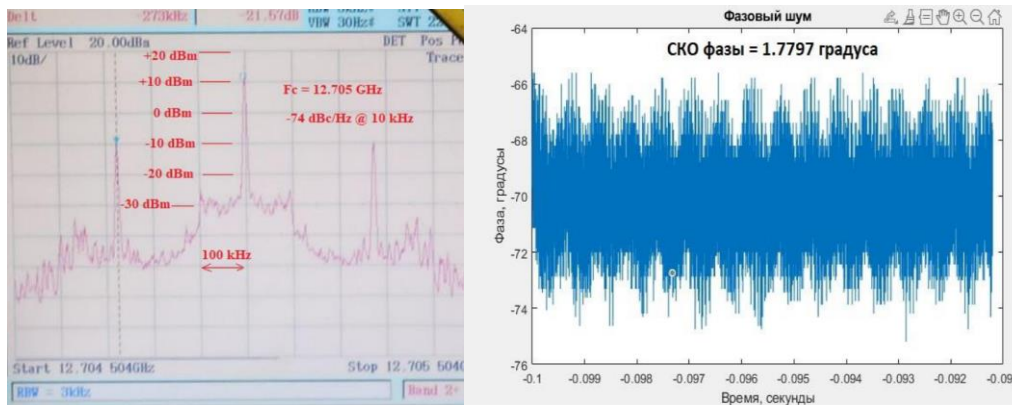 Delt -273kHz -21.67dB
VBW 30Hz# SWT
Ref Level 20.00dBm DET Pos
10dB/ Trace
+20 dBm
+10 dBm
Fc = 12.705 GHz
0 dBm
-74 dBc/Hz @ 10 kHz
-10 dBm
-20 dBm
-30 dBm
100 kHz
Start 12.704 504GHz Stop 12.705 504
RBW = 3kHz Band 2
Фазовый шум
СКО фазы = 1.7797 градуса
Фаза, градусы
-64
-66
-68
-70
-72
-74
-76
-0.1 -0.099 -0.098 -0.097 -0.096 -0.095 -0.094 -0.093 -0.092 -0.09
Время, секунды